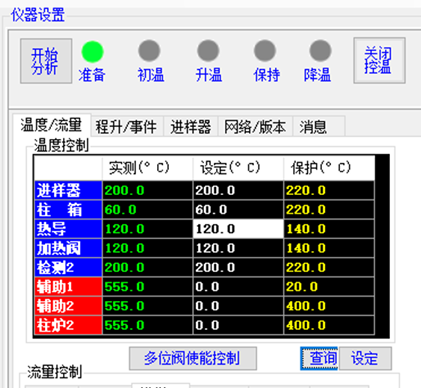 仪器设置
开始分析 准备 初温 升温 保持 降温 关闭控温
温度/流量 程升/事件 进样器 网络/版本 消息
温度控制
实测(° C) 设定(° C) 保护(° C)
进样器 200.0 200.0 220.0
柱 箱 60.0 60.0 220.0
热导 120.0 120.0 140.0
加热阀 120.0 120.0 140.0
检测2 200.0 200.0 220.0
辅助1 555.0 0.0 20.0
辅助2 555.0 0.0 400.0
柱炉2 555.0 0.0 400.0
多位阀使能控制 查询 设定
流量控制